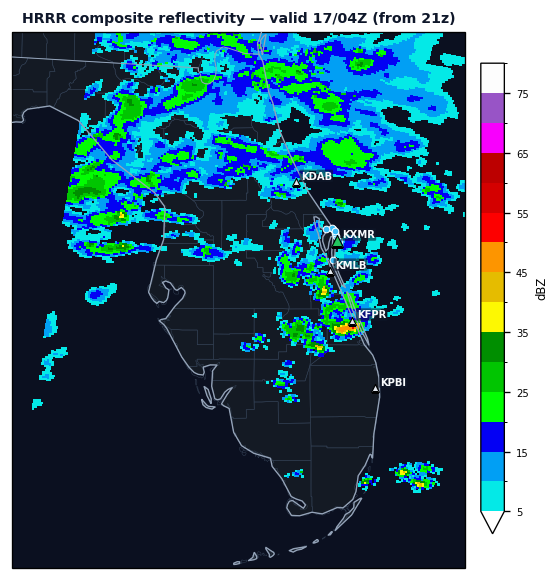 HRRR composite reflectivity — valid 17/04Z (from 21z)
KDAB
KXMR
KMLB
KFPR
KPBI
75
65
55
45
35
25
15
5
dBZ